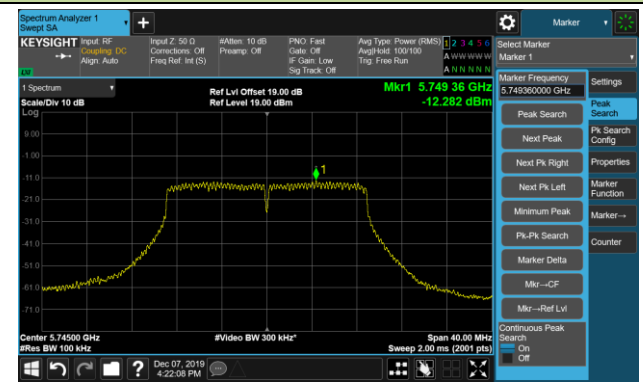 Spectrum Analyzer 1
Swept SA
+
Marker
KEYSIGHT
Input: RF
Coupling: DC
Align: Auto
Input Z: 50 Ω
Corrections: Off
Freq Ref: Int (S)
#Atten: 10 dB
Preamp: Off
PNO: Fast
Gate: Off
IF Gain: Low
Sig Track: Off
Avg Type: Power (RMS)
Avg|Hold: 100/100
Trig: Free Run
1 2 3 4 5 6
A W W W W W
A N N N N N
Select Marker
Marker 1
1 Spectrum
Scale/Div 10 dB
Log
Ref Lvl Offset 19.00 dB
Ref Level 19.00 dBm
Mkr1 5.749 36 GHz
-12.282 dBm
9.00
-1.00
-11.0
-21.0
-31.0
-41.0
-51.0
-61.0
-71.0
1
Center 5.74500 GHz
#Res BW 100 kHz
#Video BW 300 kHz*
Span 40.00 MHz
Sweep 2.00 ms (2001 pts)
Marker Frequency
5.749360000 GHz
Peak Search
Next Peak
Next Pk Right
Next Pk Left
Minimum Peak
Pk-Pk Search
Marker Delta
Mkr→CF
Mkr→Ref Lvl
Continuous Peak
Search
On
Off
Settings
Peak
Search
Pk Search
Config
Properties
Marker
Function
Marker→
Counter
?
Dec 07, 2019
4:22:08 PM